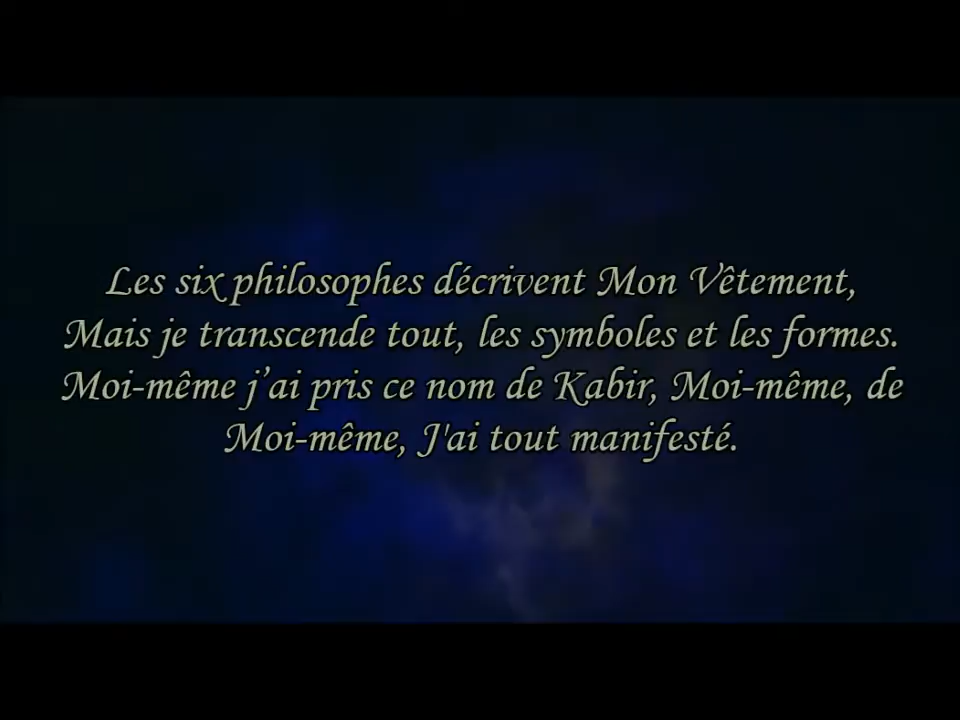 Les six philosophes décrivent Mon Vêtement,
Mais je transcende tout, les symboles et les formes.
Moi-même j’ai pris ce nom de Kabir, Moi-même, de
Moi-même, J'ai tout manifesté.